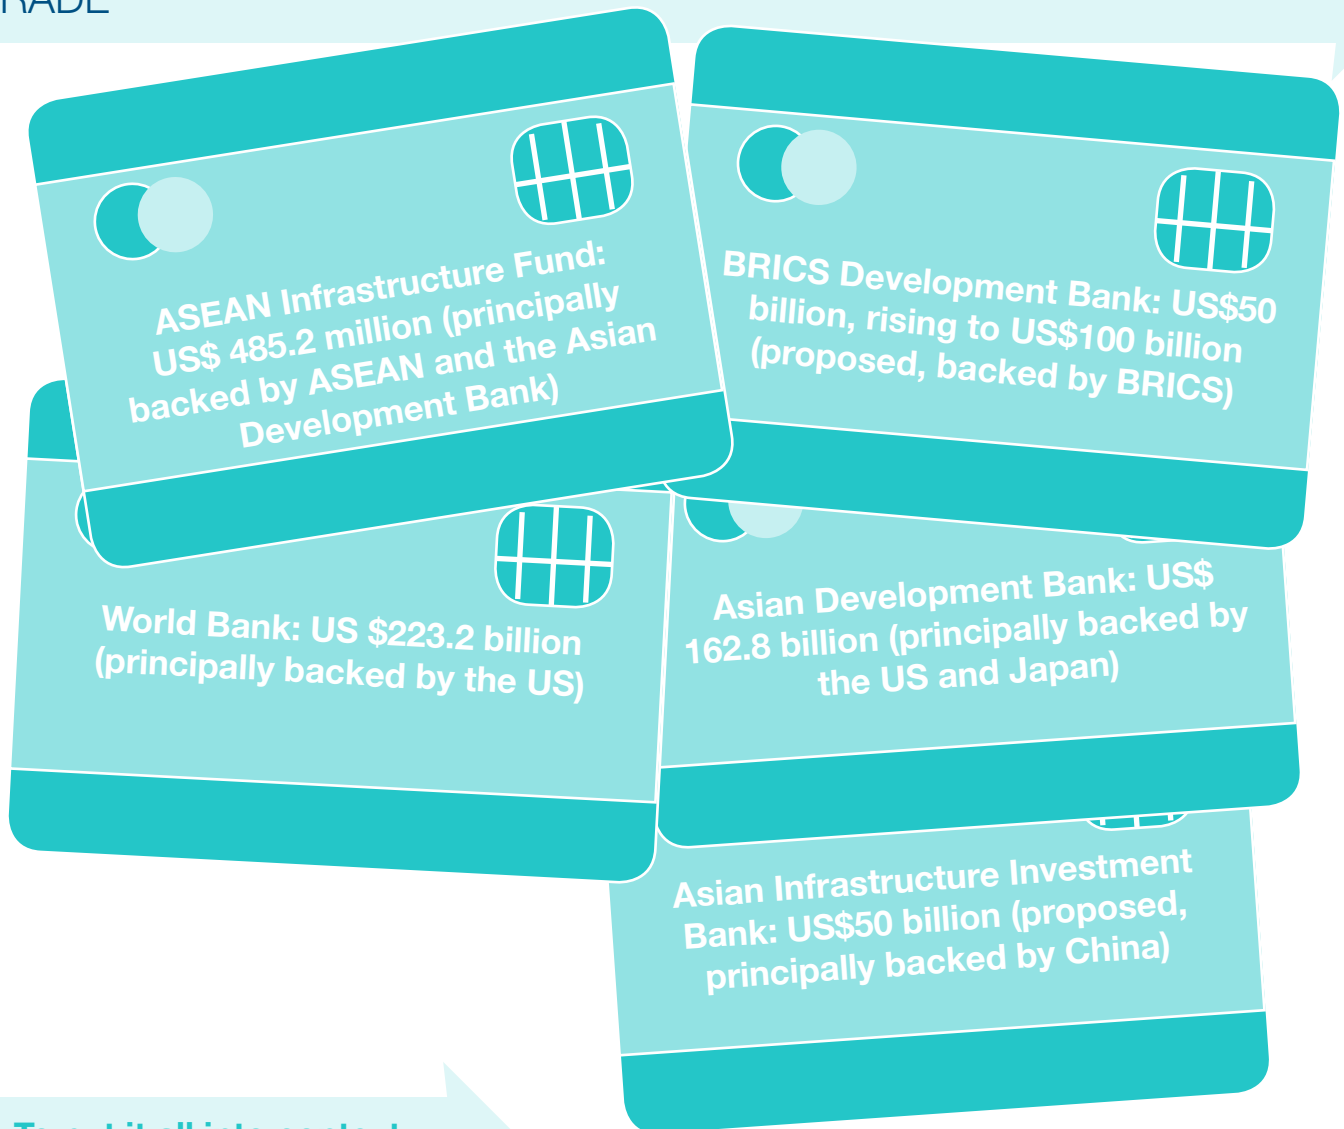 ASEAN Infrastructure Fund:
US$ 485.2 million (principally
backed by ASEAN and the Asian
Development Bank)
BRICS Development Bank: US$50
billion, rising to US$100 billion
(proposed, backed by BRICS)
World Bank: US $223.2 billion
(principally backed by the US)
Asian Development Bank: US$
162.8 billion (principally backed by
the US and Japan)
Asian Infrastructure Investment
Bank: US$50 billion (proposed,
principally backed by China)